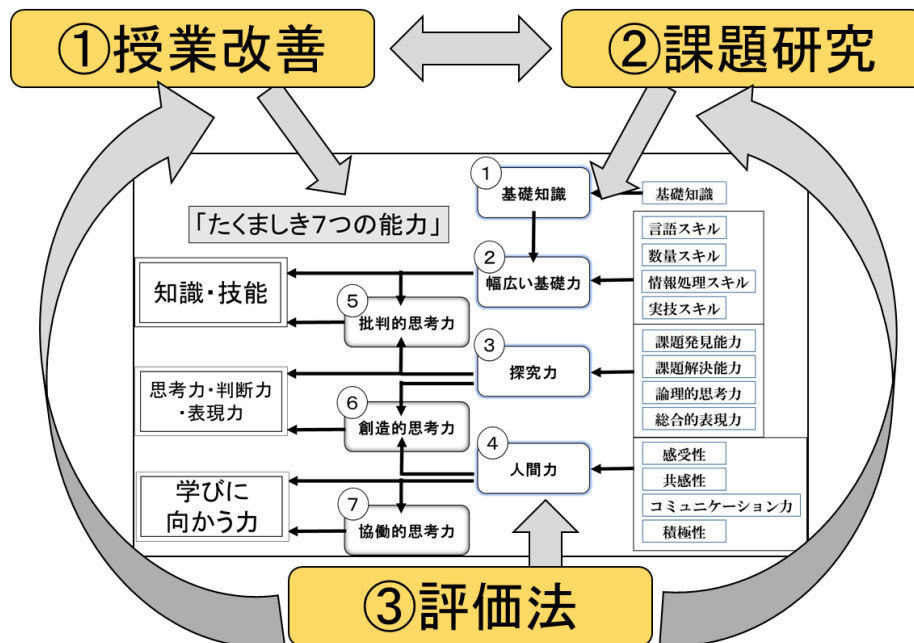 ①授業改善
②課題研究
「たくましき7つの能力」
1
基礎知識
基礎知識
2
幅広い基礎力
言語スキル
数量スキル
情報処理スキル
実技スキル
3
探究力
課題発見能力
課題解決能力
論理的思考力
総合的表現力
4
人間力
感受性
共感性
コミュニケーション力
積極性
5
批判的思考力
6
創造的思考力
7
協働的思考力
知識・技能
思考力・判断力
・表現力
学びに
向かう力
③評価法